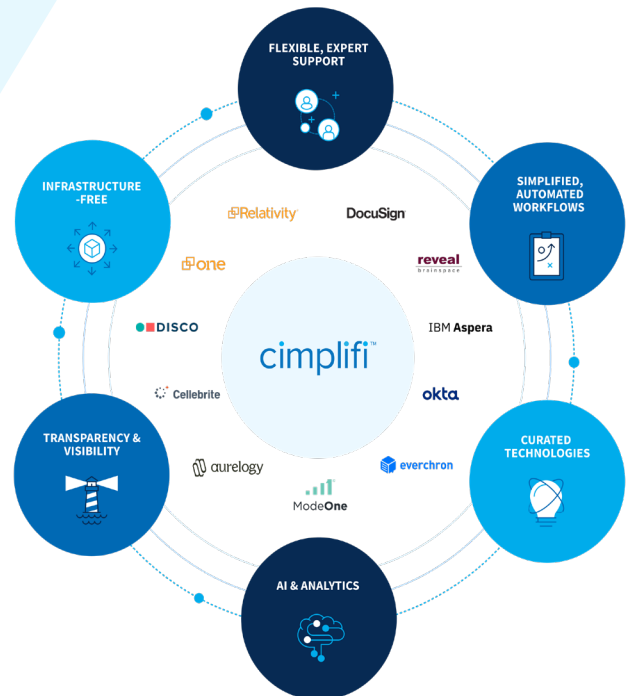 FLEXIBLE, EXPERT
SUPPORT
INFRASTRUCTURE
-FREE
SIMPLIFIED,
AUTOMATED
WORKFLOWS
Relativity
DocuSign
one
reveal
brainspace
DISCO
IBM Aspera
cimplifi™
Cellebrite
okta
TRANSPARENCY &
VISIBILITY
CURATED
TECHNOLOGIES
aurelogy
everchron
ModeOne
AI & ANALYTICS